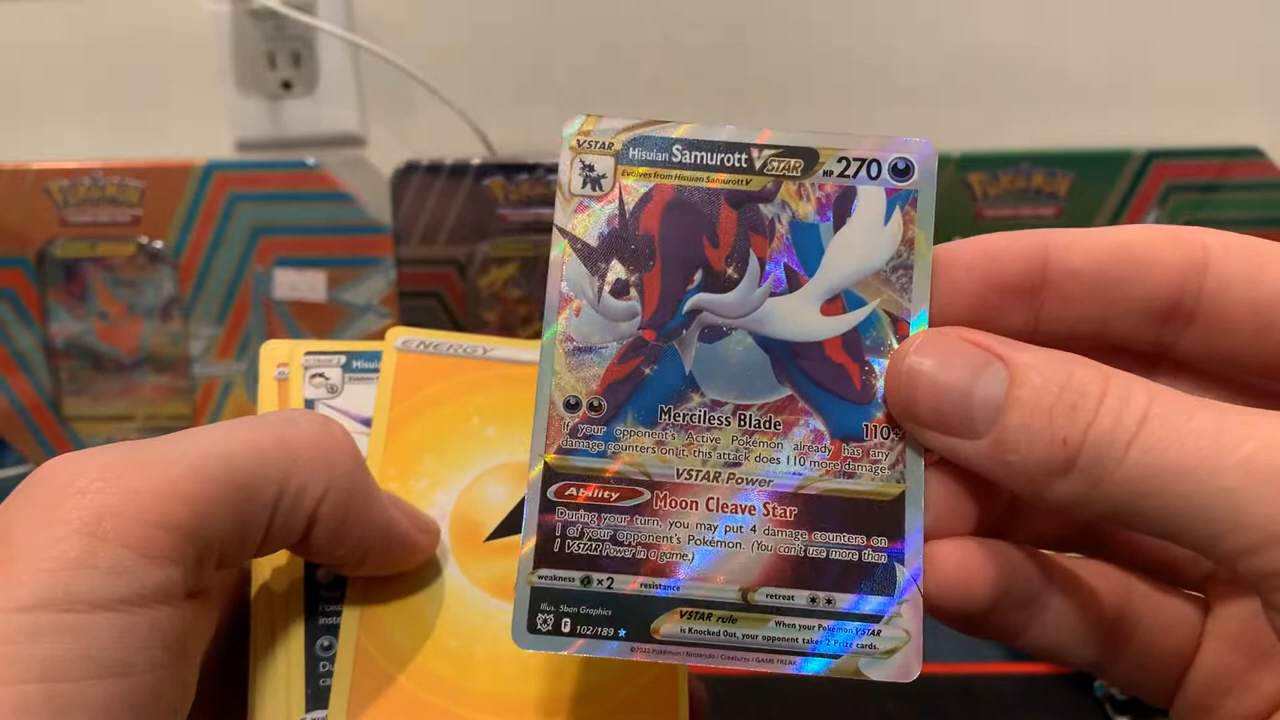 Pokémon
Pokémon
VSTAR
Hisuian Samurott VSTAR
HP 270
Evolves from Hisuian Samurott V
Hisui
ENERGY
Merciless Blade
110+
If your opponent's Active Pokémon already has any
damage counters on it, this attack does 110 more damage.
VSTAR Power
Ability Moon Cleave Star
During your turn, you may put 4 damage counters on
1 of your opponent's Pokémon. (You can't use more than
1 VSTAR Power in a game.)
weakness ×2 resistance
retreat
Illus. 5ban Graphics
F 102/189
VSTAR rule When your Pokémon VSTAR
is Knocked Out, your opponent takes 2 Prize cards.
©2022 Pokémon / Nintendo / Creatures / GAME FREAK